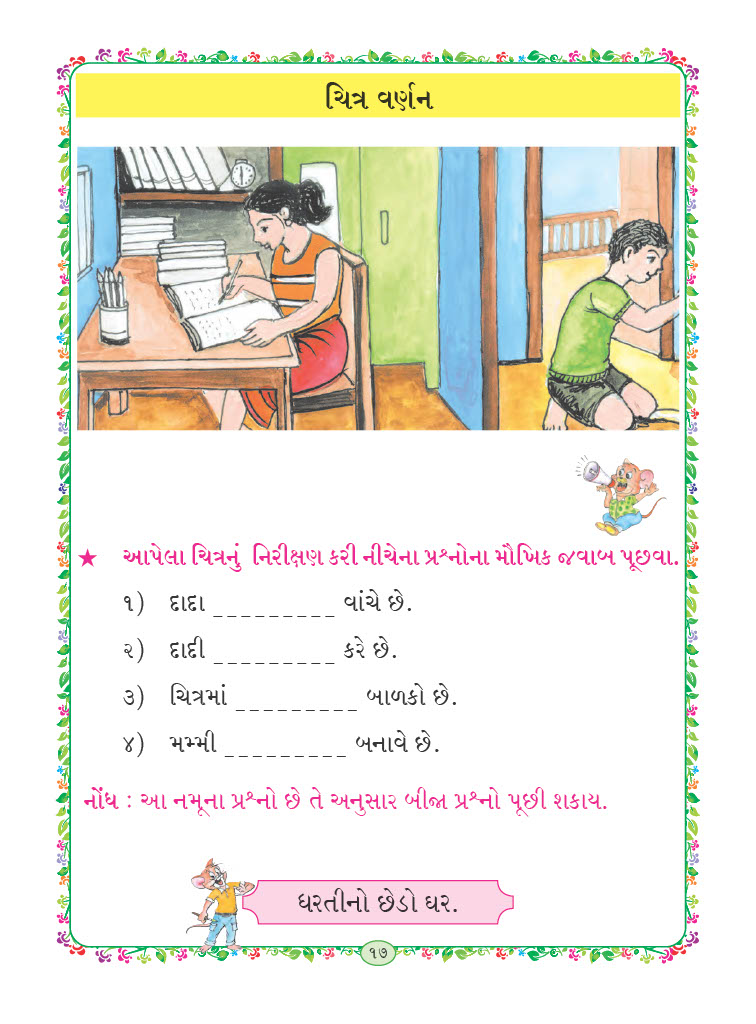 ચિત્ર વર્ણન
★ આપેલા ચિત્રનું નિરીક્ષણ કરી નીચેના પ્રશ્નોના મૌખિક જવાબ પૂછવા.
૧) દાદા _________ વાંચે છે.
૨) દાદી _________ કરે છે.
૩) ચિત્રમાં _________ બાળકો છે.
૪) મમ્મી _________ બનાવે છે.
નોંધ : આ નમૂના પ્રશ્નો છે તે અનુસાર બીજા પ્રશ્નો પૂછી શકાય.
ધરતીનો છેડો ઘર.
૧૭